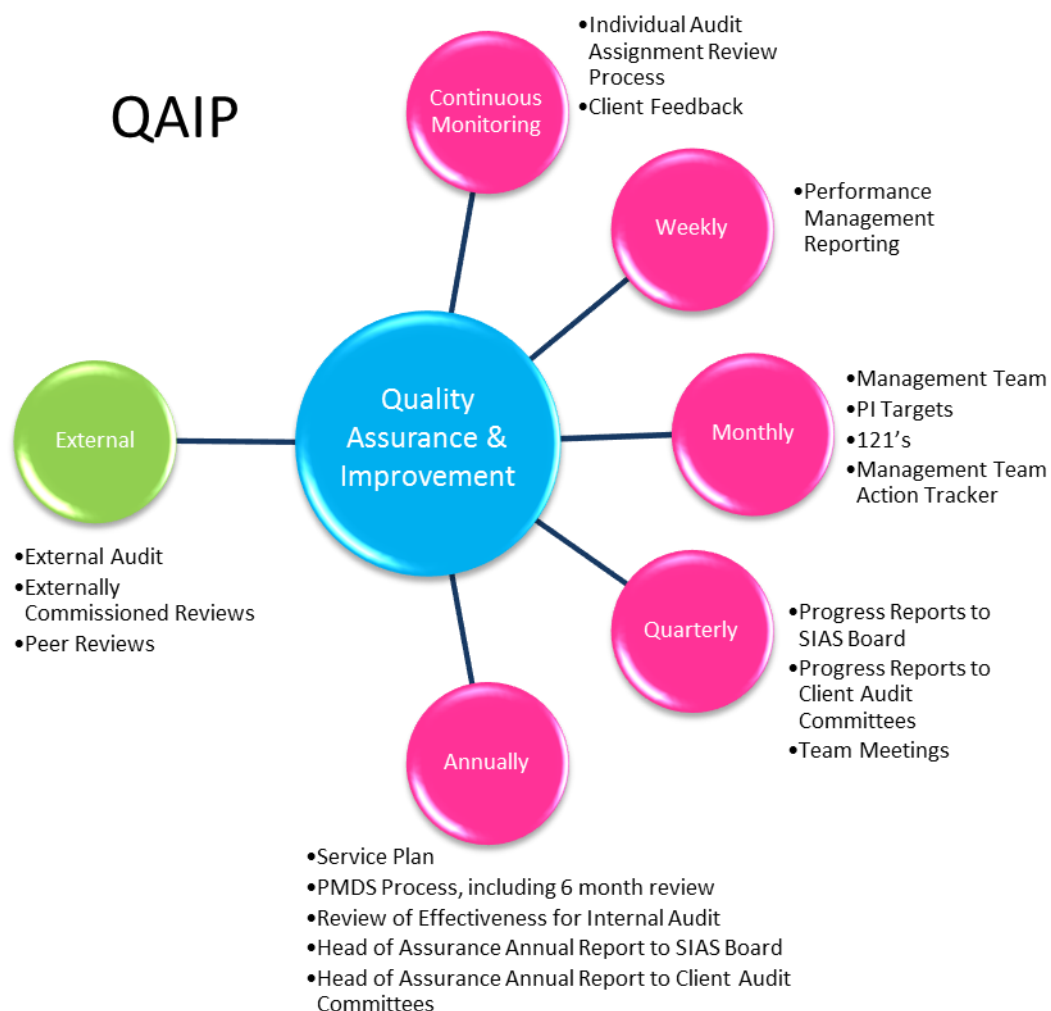 QAIP
Continuous
Monitoring
•Individual Audit
Assignment Review
Process
•Client Feedback
Weekly
•Performance
Management
Reporting
Monthly
•Management Team
•PI Targets
•121’s
•Management Team
Action Tracker
Quality
Assurance &
Improvement
External
•External Audit
•Externally
Commissioned Reviews
•Peer Reviews
Quarterly
•Progress Reports to
SIAS Board
•Progress Reports to
Client Audit
Committees
•Team Meetings
Annually
•Service Plan
•PMDS Process, including 6 month review
•Review of Effectiveness for Internal Audit
•Head of Assurance Annual Report to SIAS Board
•Head of Assurance Annual Report to Client Audit
Committees